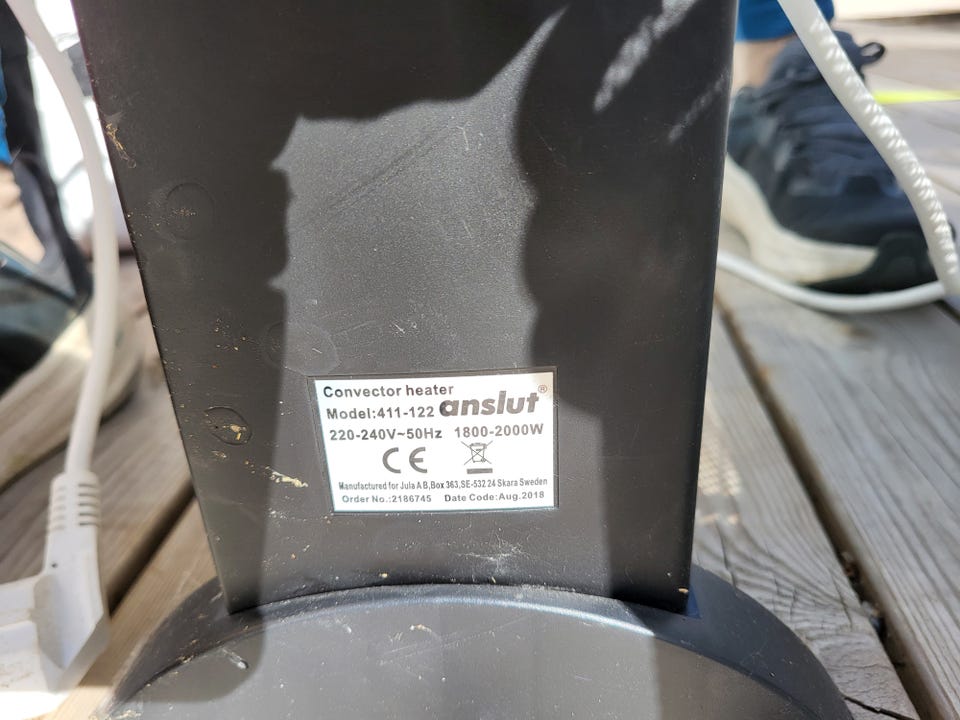 Convector heater
Model:411-122 anslut®
220-240V~50Hz 1800-2000W
CE
Manufactured for Jula AB, Box 363, SE-532 24 Skara Sweden
Order No.:2186745 Date Code:Aug.2018